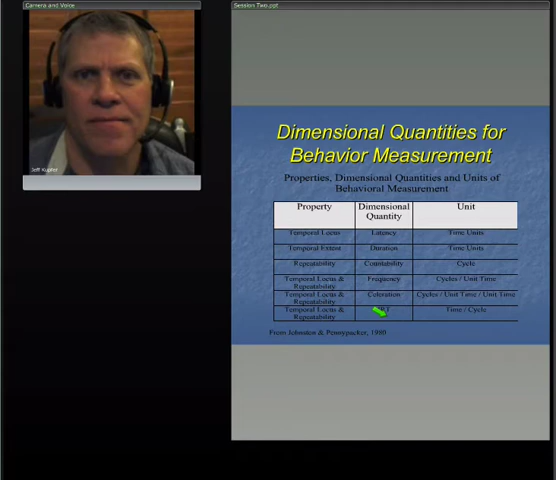 Camera and Voice
Jeff Kupfer
Session Two.ppt
Dimensional Quantities for
Behavior Measurement
Properties, Dimensional Quantities and Units of
Behavioral Measurement
Property Dimensional Quantity Unit
Temporal Locus Latency Time Units
Temporal Extent Duration Time Units
Repeatability Countability Cycle
Temporal Locus & Repeatability Frequency Cycles / Unit Time
Temporal Locus & Repeatability Celeration Cycles / Unit Time / Unit Time
Temporal Locus & Repeatability Time / Cycle
From Johnston & Pennypacker, 1980